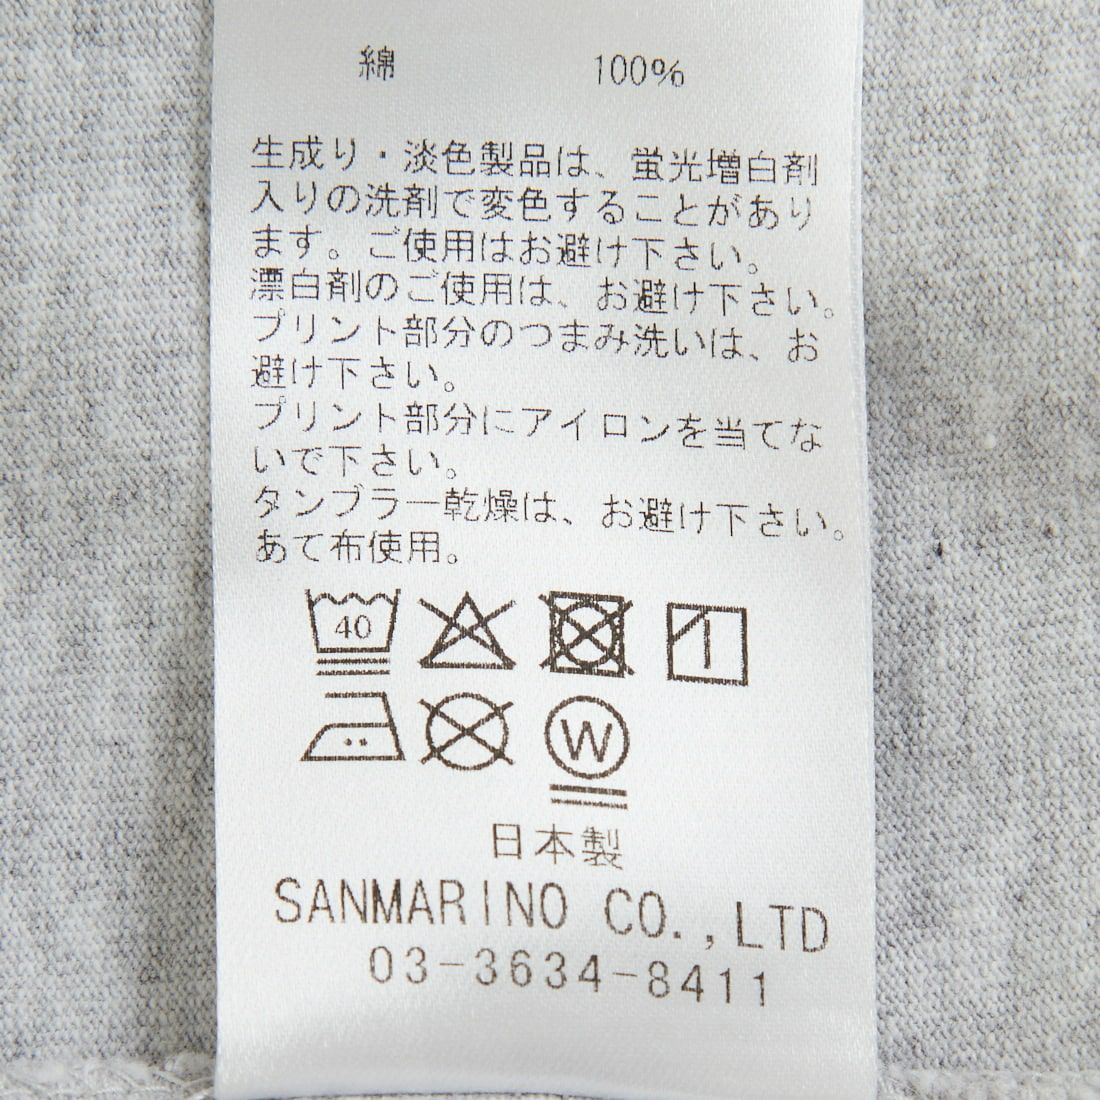 綿 100%
生成り・淡色製品は、蛍光増白剤
入りの洗剤で変色することがあり
ます。ご使用はお避け下さい。
漂白剤のご使用は、お避け下さい。
プリント部分のつまみ洗いは、お
避け下さい。
プリント部分にアイロンを当てな
いで下さい。
タンブラー乾燥は、お避け下さい。
あて布使用。
40
W
日本製
SANMARINO CO.,LTD
03-3634-8411